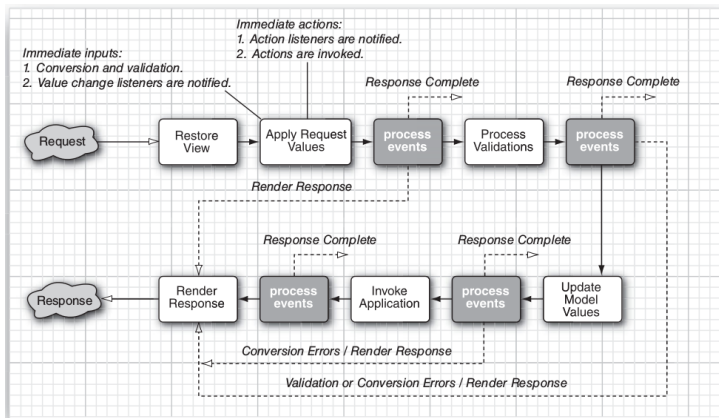 Immediate actions:
1. Action listeners are notified.
2. Actions are invoked.
Immediate inputs:
1. Conversion and validation.
2. Value change listeners are notified.
Response Complete
Response Complete
Request
Restore
View
Apply Request
Values
process
events
Process
Validations
process
events
Render Response
Response Complete
Response Complete
Response
Render
Response
process
events
Invoke
Application
process
events
Update
Model
Values
Conversion Errors / Render Response
Validation or Conversion Errors / Render Response